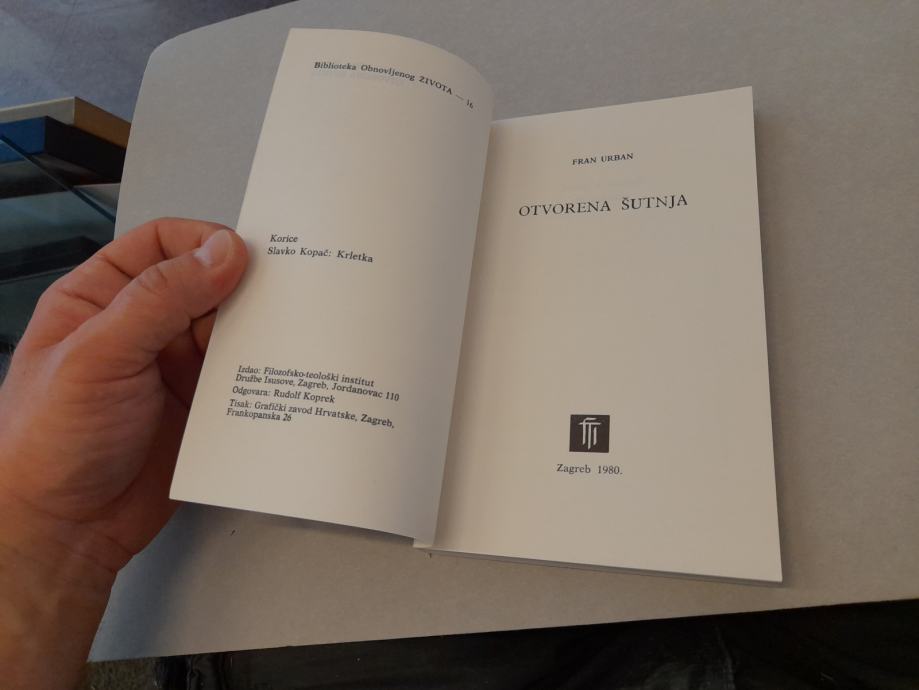 Biblioteka Obnovljenog ŽIVOTA — 16
Korice
Slavko Kopač: Krletka
Izdao: Filozofsko-teološki institut
Družbe Isusove, Zagreb, Jordanovac 110
Odgovara: Rudolf Koprek
Tisak: Grafički zavod Hrvatske, Zagreb,
Frankopanska 26
FRAN URBAN
OTVORENA ŠUTNJA
fTi
Zagreb 1980.